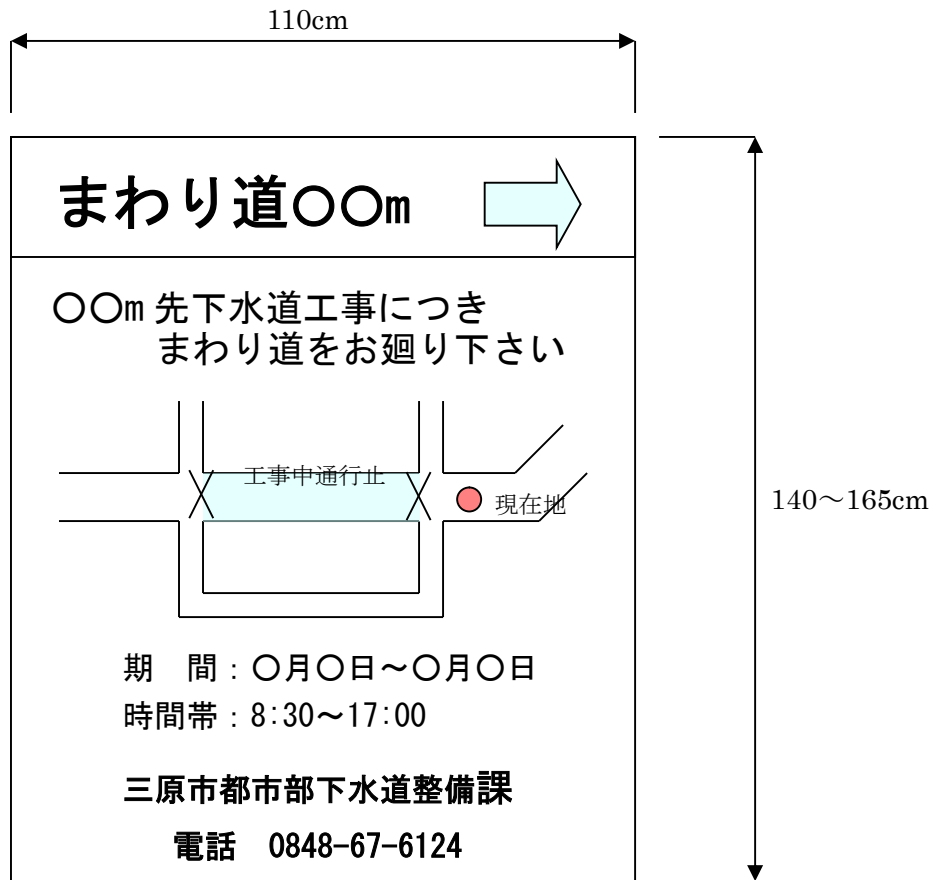 110cm
まわり道○○m
○○m 先下水道工事につき
まわり道をお廻り下さい
工事中通行止
現在地
140～165cm
期　間：○月○日～○月○日
時間帯：8:30～17:00
三原市都市部下水道整備課
電話　0848-67-6124